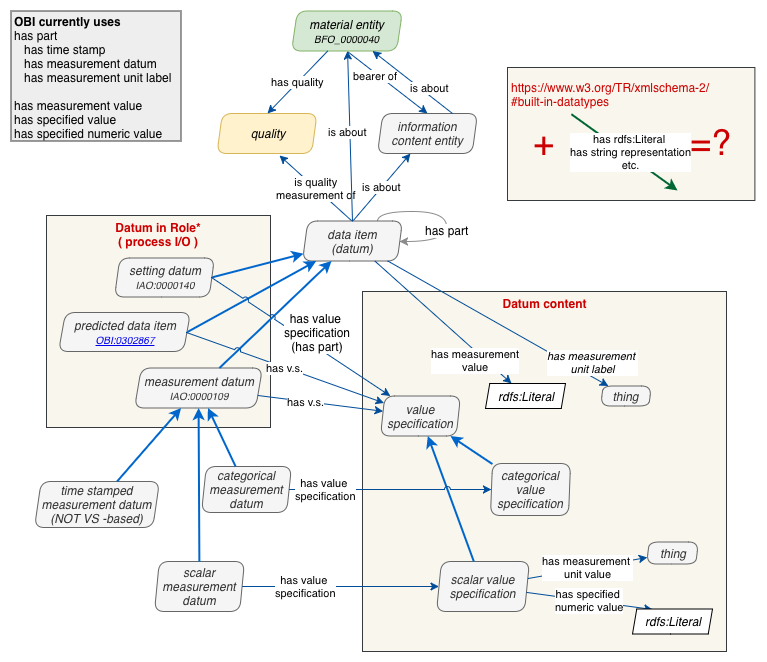 OBI currently uses
has part
has time stamp
has measurement datum
has measurement unit label
has measurement value
has specified value
has specified numeric value
material entity
BFO_0000040
has quality
bearer of
is about
quality
is about
information
content entity
is quality
measurement of
is about
https://www.w3.org/TR/xmlschema-2/
#built-in-datatypes
+
has rdfs:Literal
has string representation
etc.
=?
Datum in Role*
( process I/O )
data item
(datum)
has part
setting datum
IAO:0000140
predicted data item
OBI:0302867
measurement datum
IAO:0000109
has value
specification
(has part)
has v.s.
has v.s.
Datum content
has measurement
value
has measurement
unit label
rdfs:Literal
thing
value
specification
time stamped
measurement datum
(NOT VS -based)
categorical
measurement
datum
has value
specification
categorical
value
specification
scalar
measurement
datum
has value
specification
scalar value
specification
has measurement
unit value
thing
has specified
numeric value
rdfs:Literal